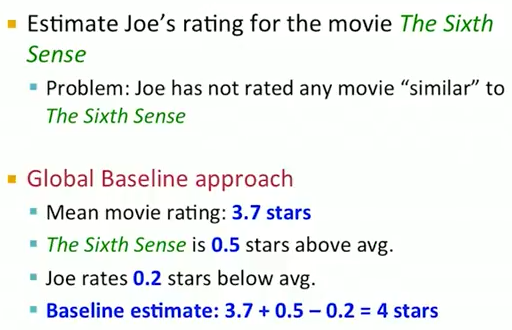 Estimate Joe's rating for the movie The Sixth
Sense
Problem: Joe has not rated any movie “similar” to
The Sixth Sense
Global Baseline approach
Mean movie rating: 3.7 stars
The Sixth Sense is 0.5 stars above avg.
Joe rates 0.2 stars below avg.
Baseline estimate: 3.7 + 0.5 – 0.2 = 4 stars